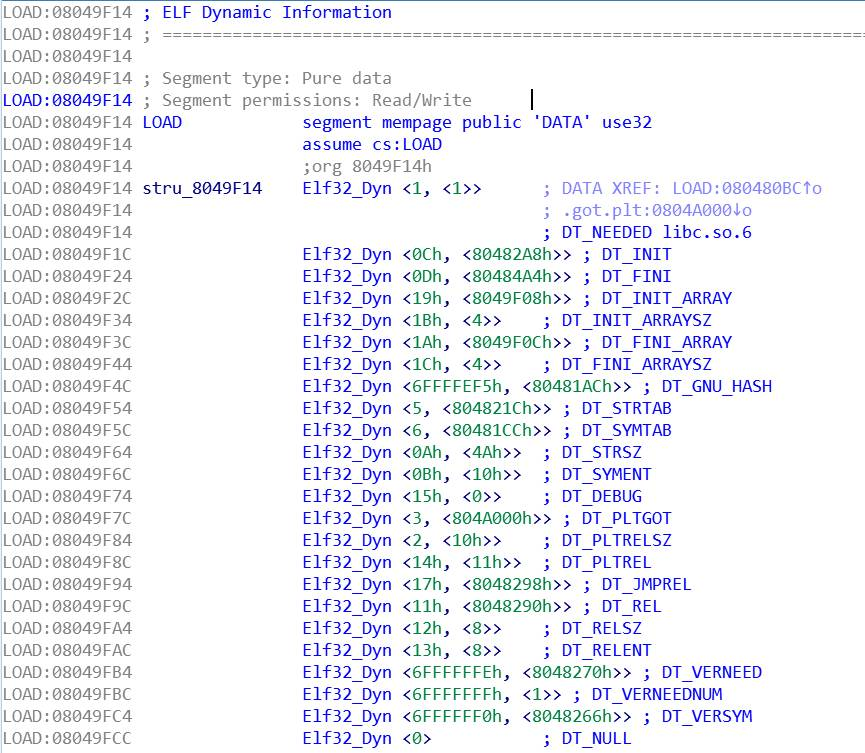 LOAD:08049F14 ; ELF Dynamic Information
LOAD:08049F14 ; ========================================================================
LOAD:08049F14
LOAD:08049F14 ; Segment type: Pure data
LOAD:08049F14 ; Segment permissions: Read/Write
LOAD:08049F14 LOAD            segment mempage public 'DATA' use32
LOAD:08049F14                 assume cs:LOAD
LOAD:08049F14                 ;org 8049F14h
LOAD:08049F14 stru_8049F14    Elf32_Dyn <1, <1>>      ; DATA XREF: LOAD:080480BC↑o
LOAD:08049F14                                         ; .got.plt:0804A000↓o
LOAD:08049F14                                         ; DT_NEEDED libc.so.6
LOAD:08049F1C                 Elf32_Dyn <0Ch, <80482A8h>> ; DT_INIT
LOAD:08049F24                 Elf32_Dyn <0Dh, <80484A4h>> ; DT_FINI
LOAD:08049F2C                 Elf32_Dyn <19h, <8049F08h>> ; DT_INIT_ARRAY
LOAD:08049F34                 Elf32_Dyn <1Bh, <4>>    ; DT_INIT_ARRAYSZ
LOAD:08049F3C                 Elf32_Dyn <1Ah, <8049F0Ch>> ; DT_FINI_ARRAY
LOAD:08049F44                 Elf32_Dyn <1Ch, <4>>    ; DT_FINI_ARRAYSZ
LOAD:08049F4C                 Elf32_Dyn <6FFFFEF5h, <80481ACh>> ; DT_GNU_HASH
LOAD:08049F54                 Elf32_Dyn <5, <804821Ch>> ; DT_STRTAB
LOAD:08049F5C                 Elf32_Dyn <6, <80481CCh>> ; DT_SYMTAB
LOAD:08049F64                 Elf32_Dyn <0Ah, <4Ah>>  ; DT_STRSZ
LOAD:08049F6C                 Elf32_Dyn <0Bh, <10h>>  ; DT_SYMENT
LOAD:08049F74                 Elf32_Dyn <15h, <0>>    ; DT_DEBUG
LOAD:08049F7C                 Elf32_Dyn <3, <804A000h>> ; DT_PLTGOT
LOAD:08049F84                 Elf32_Dyn <2, <10h>>    ; DT_PLTRELSZ
LOAD:08049F8C                 Elf32_Dyn <14h, <11h>>  ; DT_PLTREL
LOAD:08049F94                 Elf32_Dyn <17h, <8048298h>> ; DT_JMPREL
LOAD:08049F9C                 Elf32_Dyn <11h, <8048290h>> ; DT_REL
LOAD:08049FA4                 Elf32_Dyn <12h, <8>>    ; DT_RELSZ
LOAD:08049FAC                 Elf32_Dyn <13h, <8>>    ; DT_RELENT
LOAD:08049FB4                 Elf32_Dyn <6FFFFFFEh, <8048270h>> ; DT_VERNEED
LOAD:08049FBC                 Elf32_Dyn <6FFFFFFFh, <1>> ; DT_VERNEEDNUM
LOAD:08049FC4                 Elf32_Dyn <6FFFFFF0h, <8048266h>> ; DT_VERSYM
LOAD:08049FCC                 Elf32_Dyn <0>           ; DT_NULL